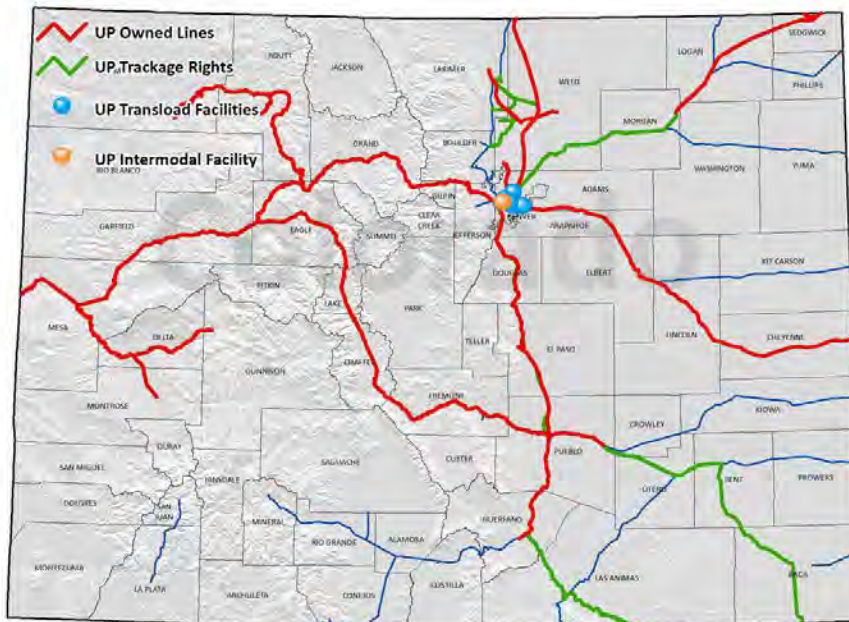 UP Owned Lines
UP Trackage Rights
UP Transload Facilities
UP Intermodal Facility
ROUTT
JACKSON
LARIMER
WELD
LOGAN
SEDGWICK
PHILLIPS
MORGAN
RIO BLANCO
GRAND
BOULDER
WASHINGTON
YUMA
GILPIN
ADAMS
CLEAR
CREEK
DENVER
GARFIELD
EAGLE
SUMMIT
JEFFERSON
ARAPAHOE
DOUGLAS
ELBERT
KIT CARSON
PITKIN
LAKE
PARK
MESA
DELTA
TELLER
LINCOLN
CHEYENNE
EL PASO
GUNNISON
CHAFFEE
FREMONT
MONTROSE
KIOWA
CROWLEY
OURAY
SAN MIGUEL
SAGUACHE
CUSTER
PUEBLO
HINSDALE
OTERO
BENT
PROWERS
DOLORES
SAN
JUAN
MINERAL
HUERFANO
RIO GRANDE
ALAMOSA
MONTEZUMA
LA PLATA
ARCHULETA
CONEJOS
COSTILLA
LAS ANIMAS
BACA